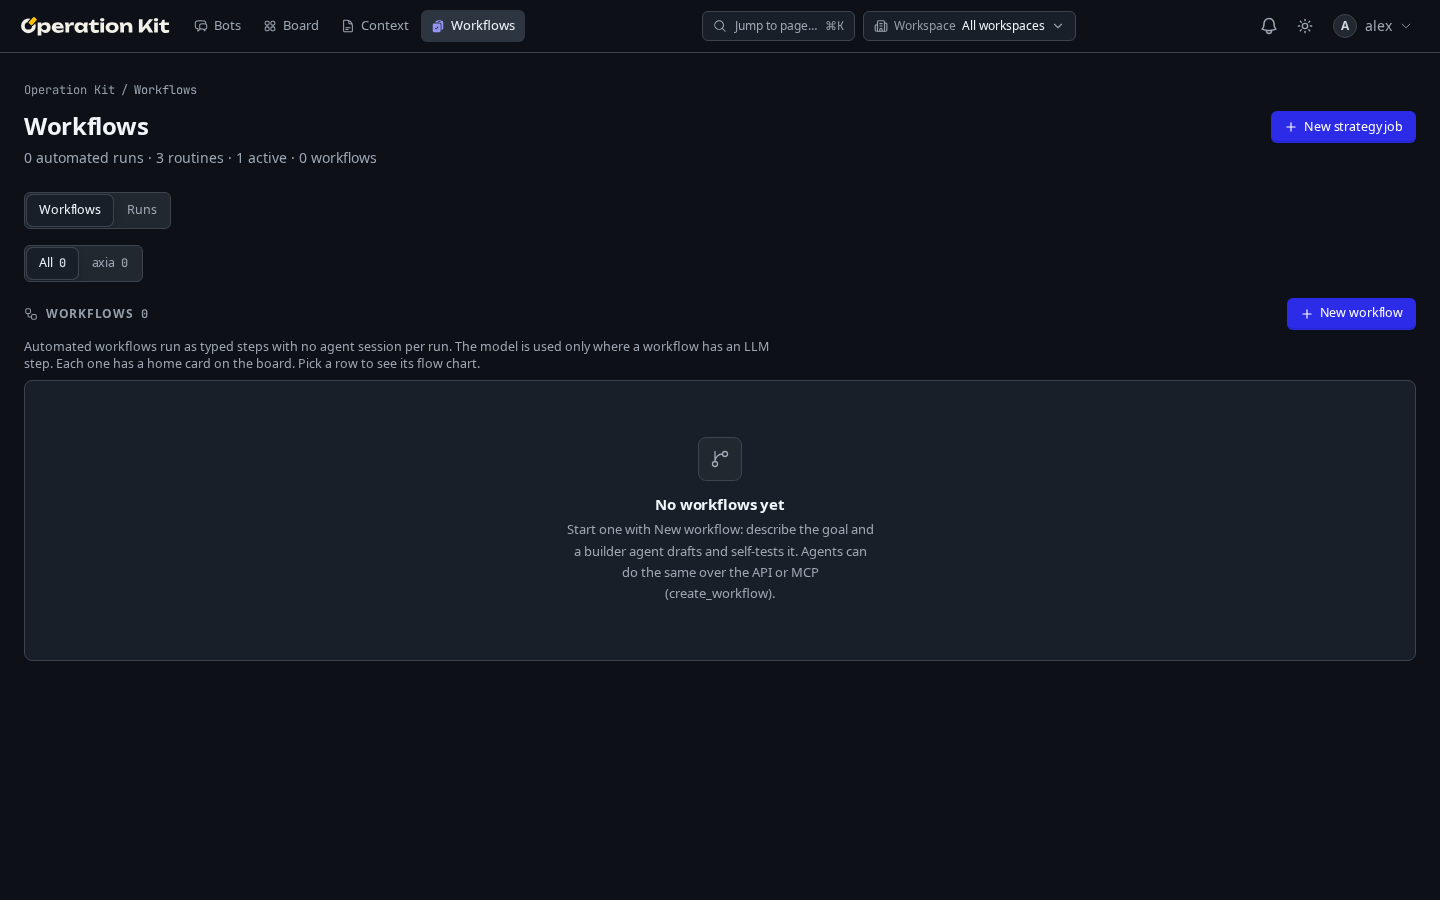 Operation Kit
Bots
Board
Context
Workflows
Jump to page... ⌘K
Workspace All workspaces
A alex
Operation Kit / Workflows
Workflows
New strategy job
0 automated runs · 3 routines · 1 active · 0 workflows
Workflows Runs
All 0 axia 0
WORKFLOWS 0
New workflow
Automated workflows run as typed steps with no agent session per run. The model is used only where a workflow has an LLM
step. Each one has a home card on the board. Pick a row to see its flow chart.
No workflows yet
Start one with New workflow: describe the goal and
a builder agent drafts and self-tests it. Agents can
do the same over the API or MCP
(create_workflow).